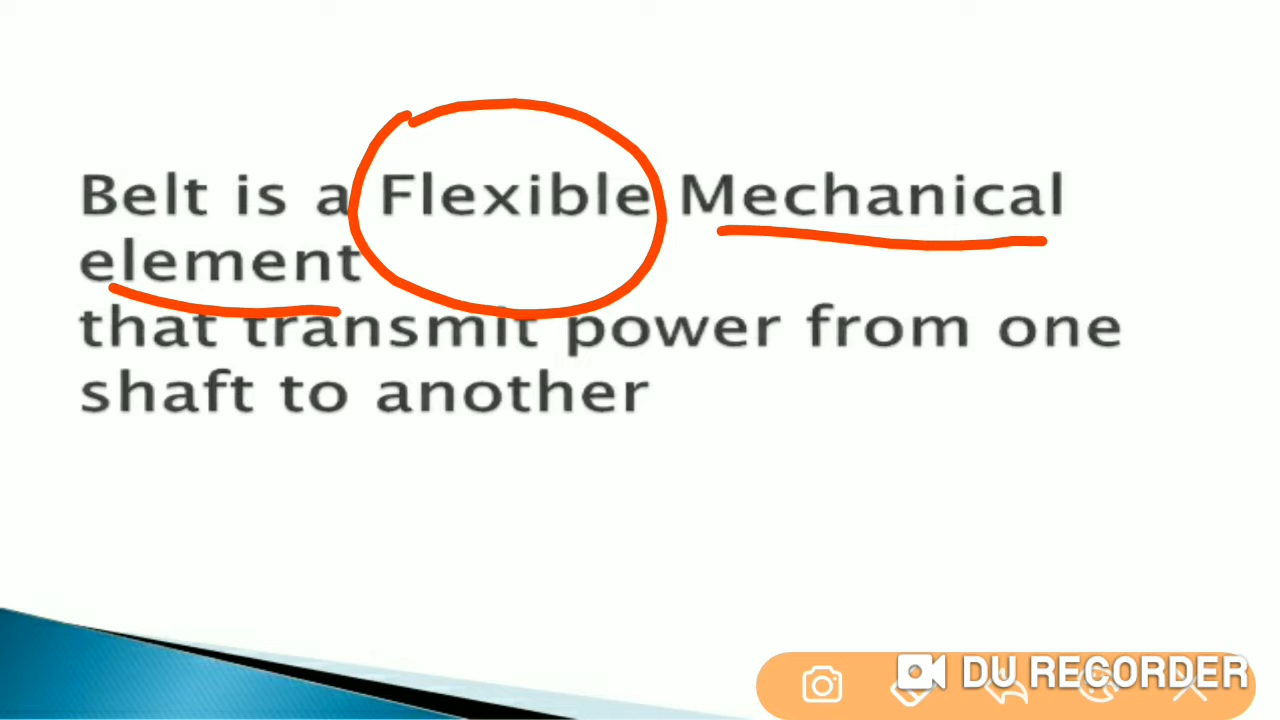 Belt is a Flexible Mechanical
element
that transmit power from one
shaft to another
DU RECORDER